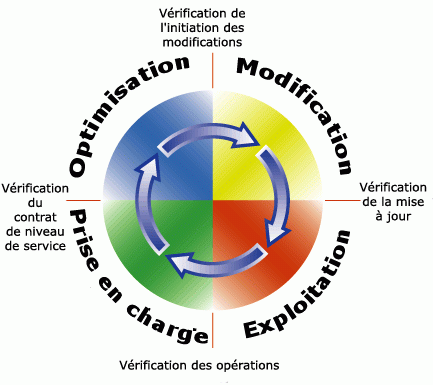 Vérification de
l'initiation des
modifications
Optimisation
Modification
Vérification
du
contrat
de niveau
de service
Vérification
de la mise
à jour
Prise en charge
Exploitation
Vérification des opérations